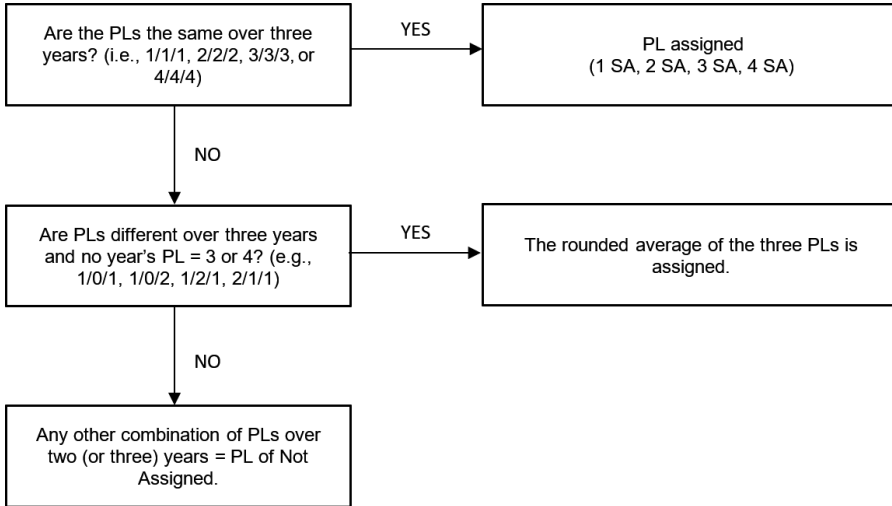 Are the PLs the same over three
years? (i.e., 1/1/1, 2/2/2, 3/3/3, or
4/4/4)
YES
PL assigned
(1 SA, 2 SA, 3 SA, 4 SA)
NO
Are PLs different over three years
and no year's PL = 3 or 4? (e.g.,
1/0/1, 1/0/2, 1/2/1, 2/1/1)
YES
The rounded average of the three PLs is
assigned.
NO
Any other combination of PLs over
two (or three) years = PL of Not
Assigned.